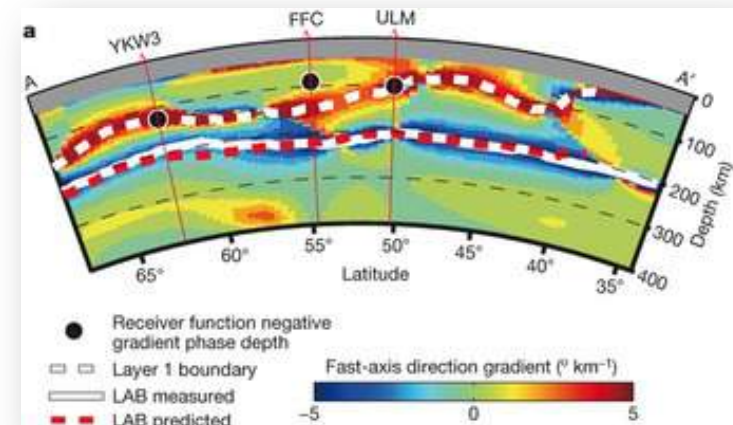 a
YKW3
FFC
ULM
A
A'
0
100
200
300
400
Depth (km)
65°
60°
55°
50°
45°
40°
35°
Latitude
Receiver function negative
gradient phase depth
Layer 1 boundary
LAB measured
LAB predicted
Fast-axis direction gradient (° km⁻¹)
−5
0
5